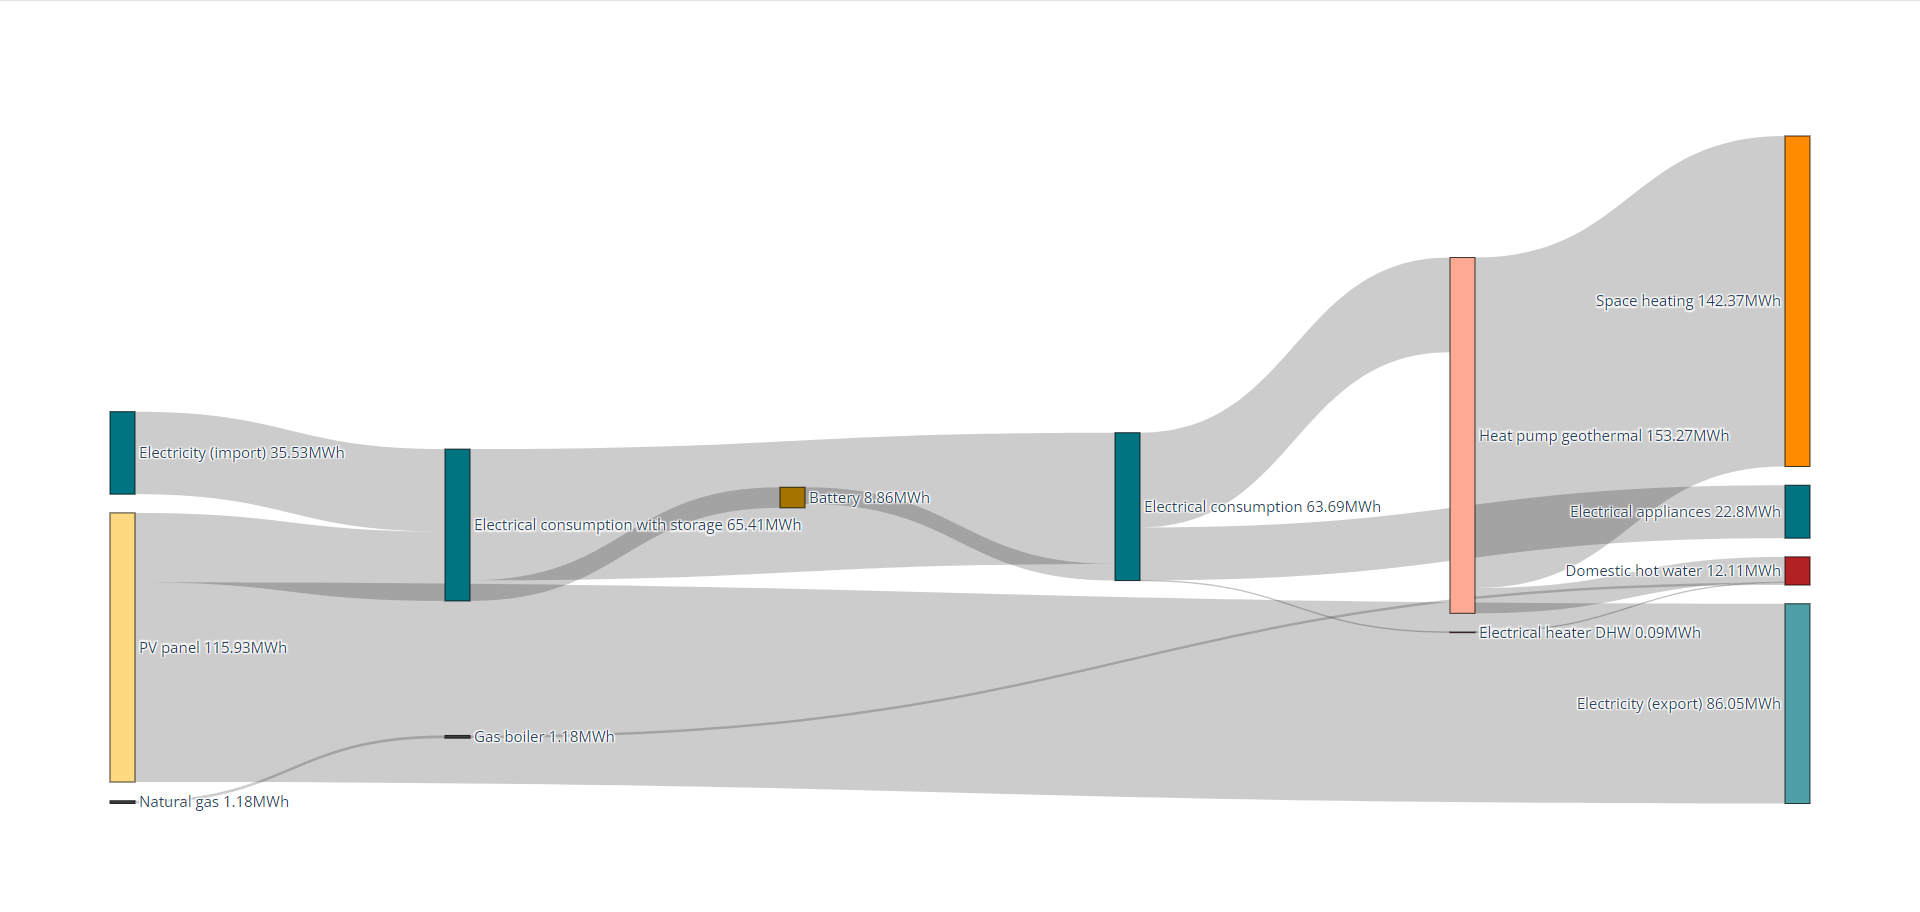 Space heating 142.37MWh
Heat pump geothermal 153.27MWh
Electricity (import) 35.53MWh
Battery 8.86MWh
Electrical consumption 63.69MWh
Electrical appliances 22.8MWh
Electrical consumption with storage 65.41MWh
Domestic hot water 12.11MWh
Electrical heater DHW 0.09MWh
PV panel 115.93MWh
Electricity (export) 86.05MWh
Gas boiler 1.18MWh
Natural gas 1.18MWh